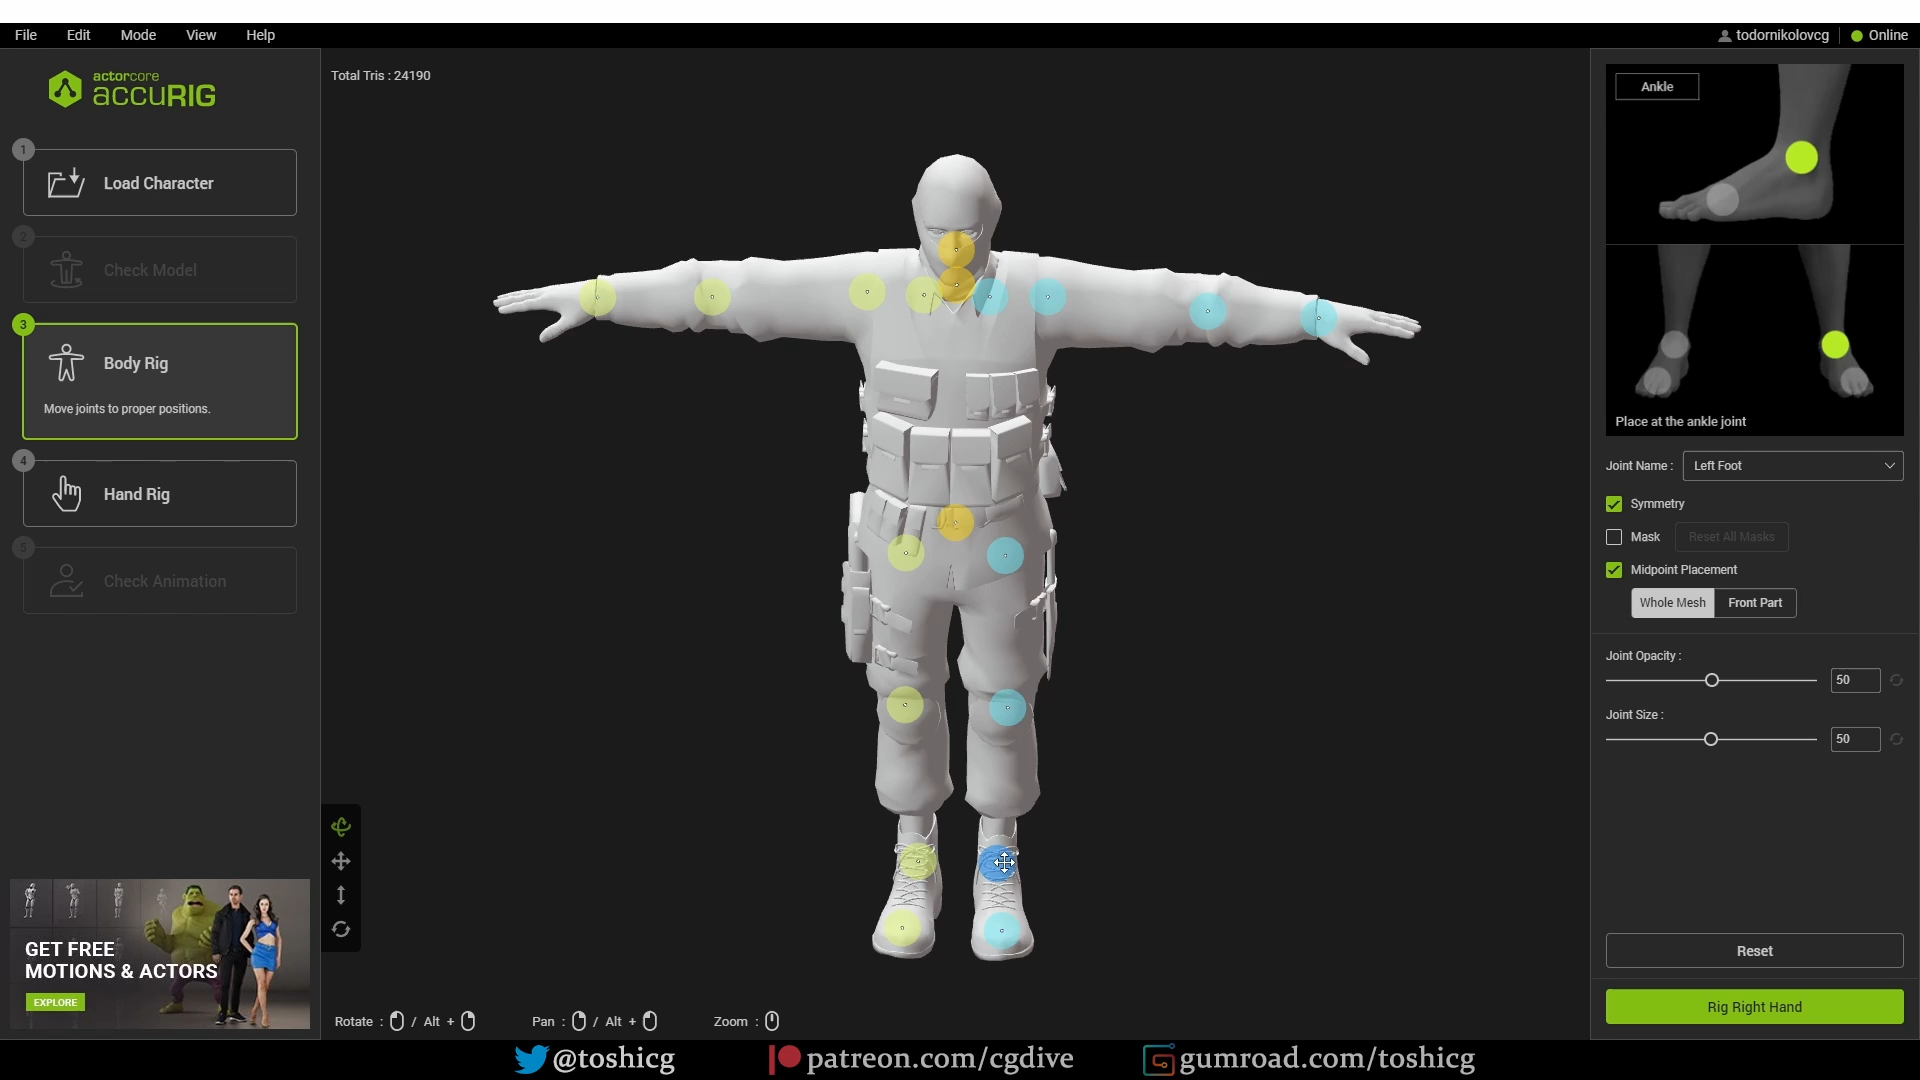 File Edit Mode View Help
todornikolovcg Online
actorcore
accuRIG
Total Tris : 24190
1
Load Character
2
Check Model
3
Body Rig
Move joints to proper positions.
4
Hand Rig
5
Check Animation
GET FREE
MOTIONS & ACTORS
EXPLORE
Rotate : / Alt + Pan : / Alt + Zoom :
Ankle
Place at the ankle joint
Joint Name : Left Foot
Symmetry
Mask Reset All Masks
Midpoint Placement
Whole Mesh Front Part
Joint Opacity :
50
Joint Size :
50
Reset
Rig Right Hand
@toshicg patreon.com/cgdive gumroad.com/toshicg